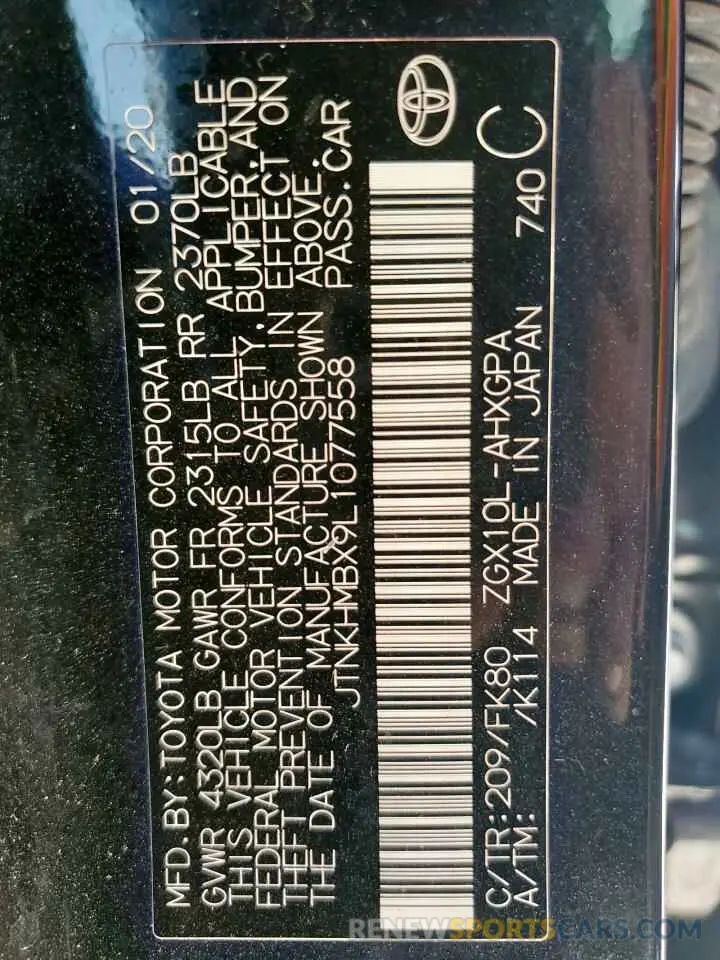 MFD.BY:TOYOTA MOTOR CORPORATION 01/20
GVWR 4320LB GAWR FR 2315LB RR 2370LB
THIS VEHICLE CONFORMS TO ALL APPLICABLE
FEDERAL MOTOR VEHICLE SAFETY,BUMPER,AND
THEFT PREVENTION STANDARDS IN EFFECT ON
THE DATE OF MANUFACTURE SHOWN ABOVE.
JTNKHMBX9L1077558 PASS.CAR
C/TR:209/FK80 ZGX10L-AHXGPA 740 C
A/TM: /K114 MADE IN JAPAN
RENEWSPORTSCARS.COM